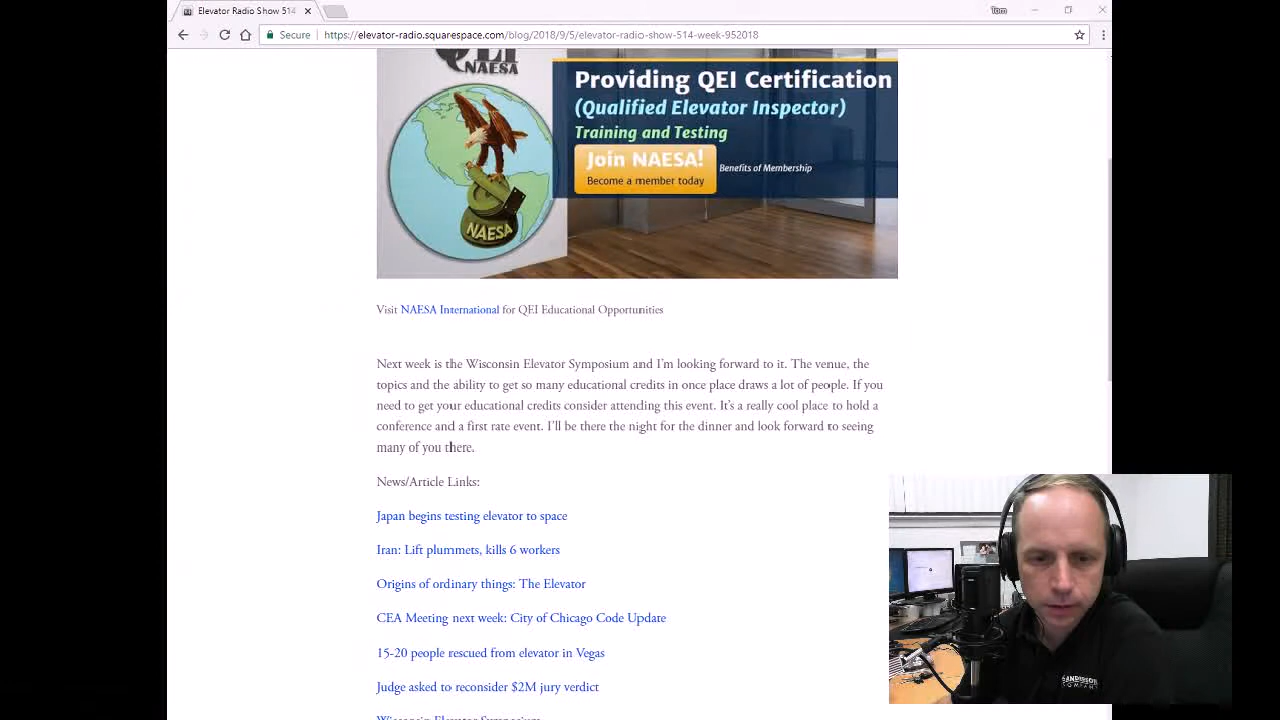 Elevator Radio Show 514
Tom
Secure
https://elevator-radio.squarespace.com/blog/2018/9/5/elevator-radio-show-514-week-952018
QEI
NAESA
NAESA
Providing QEI Certification
(Qualified Elevator Inspector)
Training and Testing
Join NAESA!
Become a member today
Benefits of Membership
Visit NAESA International for QEI Educational Opportunities
Next week is the Wisconsin Elevator Symposium and I'm looking forward to it. The venue, the
topics and the ability to get so many educational credits in once place draws a lot of people. If you
need to get your educational credits consider attending this event. It's a really cool place to hold a
conference and a first rate event. I'll be there the night for the dinner and look forward to seeing
many of you there.
News/Article Links:
Japan begins testing elevator to space
Iran: Lift plummets, kills 6 workers
Origins of ordinary things: The Elevator
CEA Meeting next week: City of Chicago Code Update
15-20 people rescued from elevator in Vegas
Judge asked to reconsider $2M jury verdict
Wisconsin Elevator Symposium